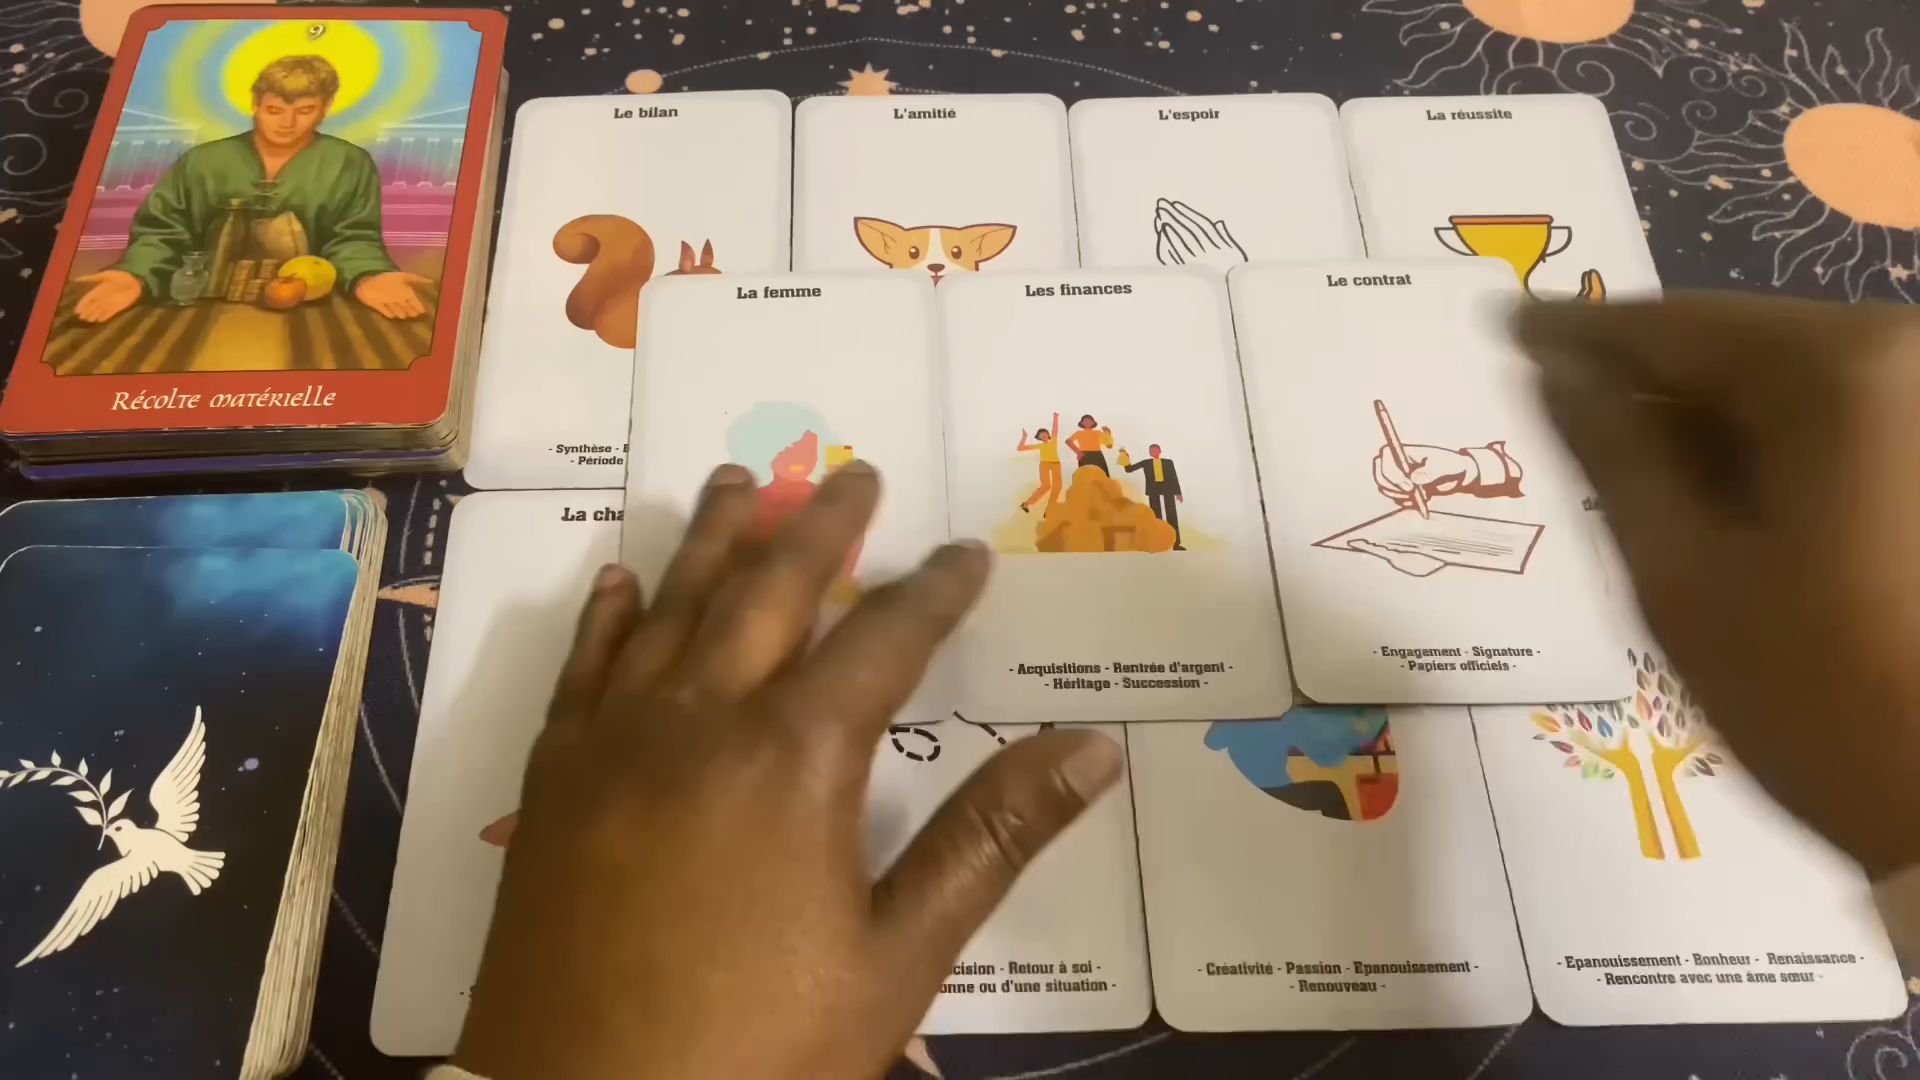 9
Récolte matérielle
Le bilan
L'amitié
L'espoir
La réussite
- Synthèse -
- Période
La femme
Les finances
Le contrat
- Acquisitions - Rentrée d'argent -
- Héritage - Succession -
- Engagement - Signature -
- Papiers officiels -
La
- Retour à soi -
ou d'une situation -
- Créativité - Passion - Epanouissement -
- Renouveau -
- Epanouissement - Bonheur - Renaissance -
- Rencontre avec une âme sœur -